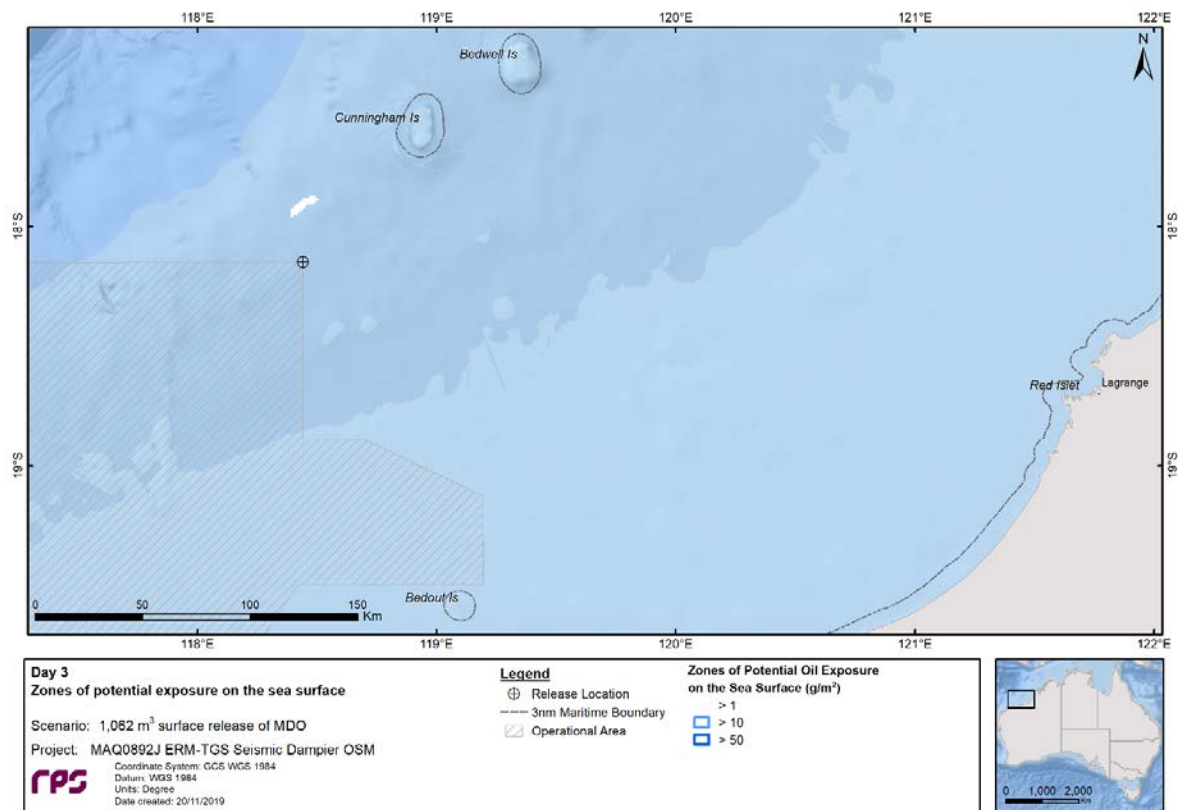 118°E 119°E 120°E 121°E 122°E
N
Bedwell Is
Cunningham Is
18°S 18°S
Red Islet Lagrange
19°S 19°S
Bedout Is
0 50 100 150
Km
118°E 119°E 120°E 121°E 122°E
Day 3
Zones of potential exposure on the sea surface
Scenario: 1,062 m³ surface release of MDO
Project: MAQ0892J ERM-TGS Seismic Dampier OSM
rps
Coordinate System: GCS WGS 1984
Datum: WGS 1984
Units: Degree
Date created: 20/11/2019
Legend
Release Location
3nm Maritime Boundary
Operational Area
Zones of Potential Oil Exposure
on the Sea Surface (g/m²)
> 1
> 10
> 50
0 1,000 2,000
Km